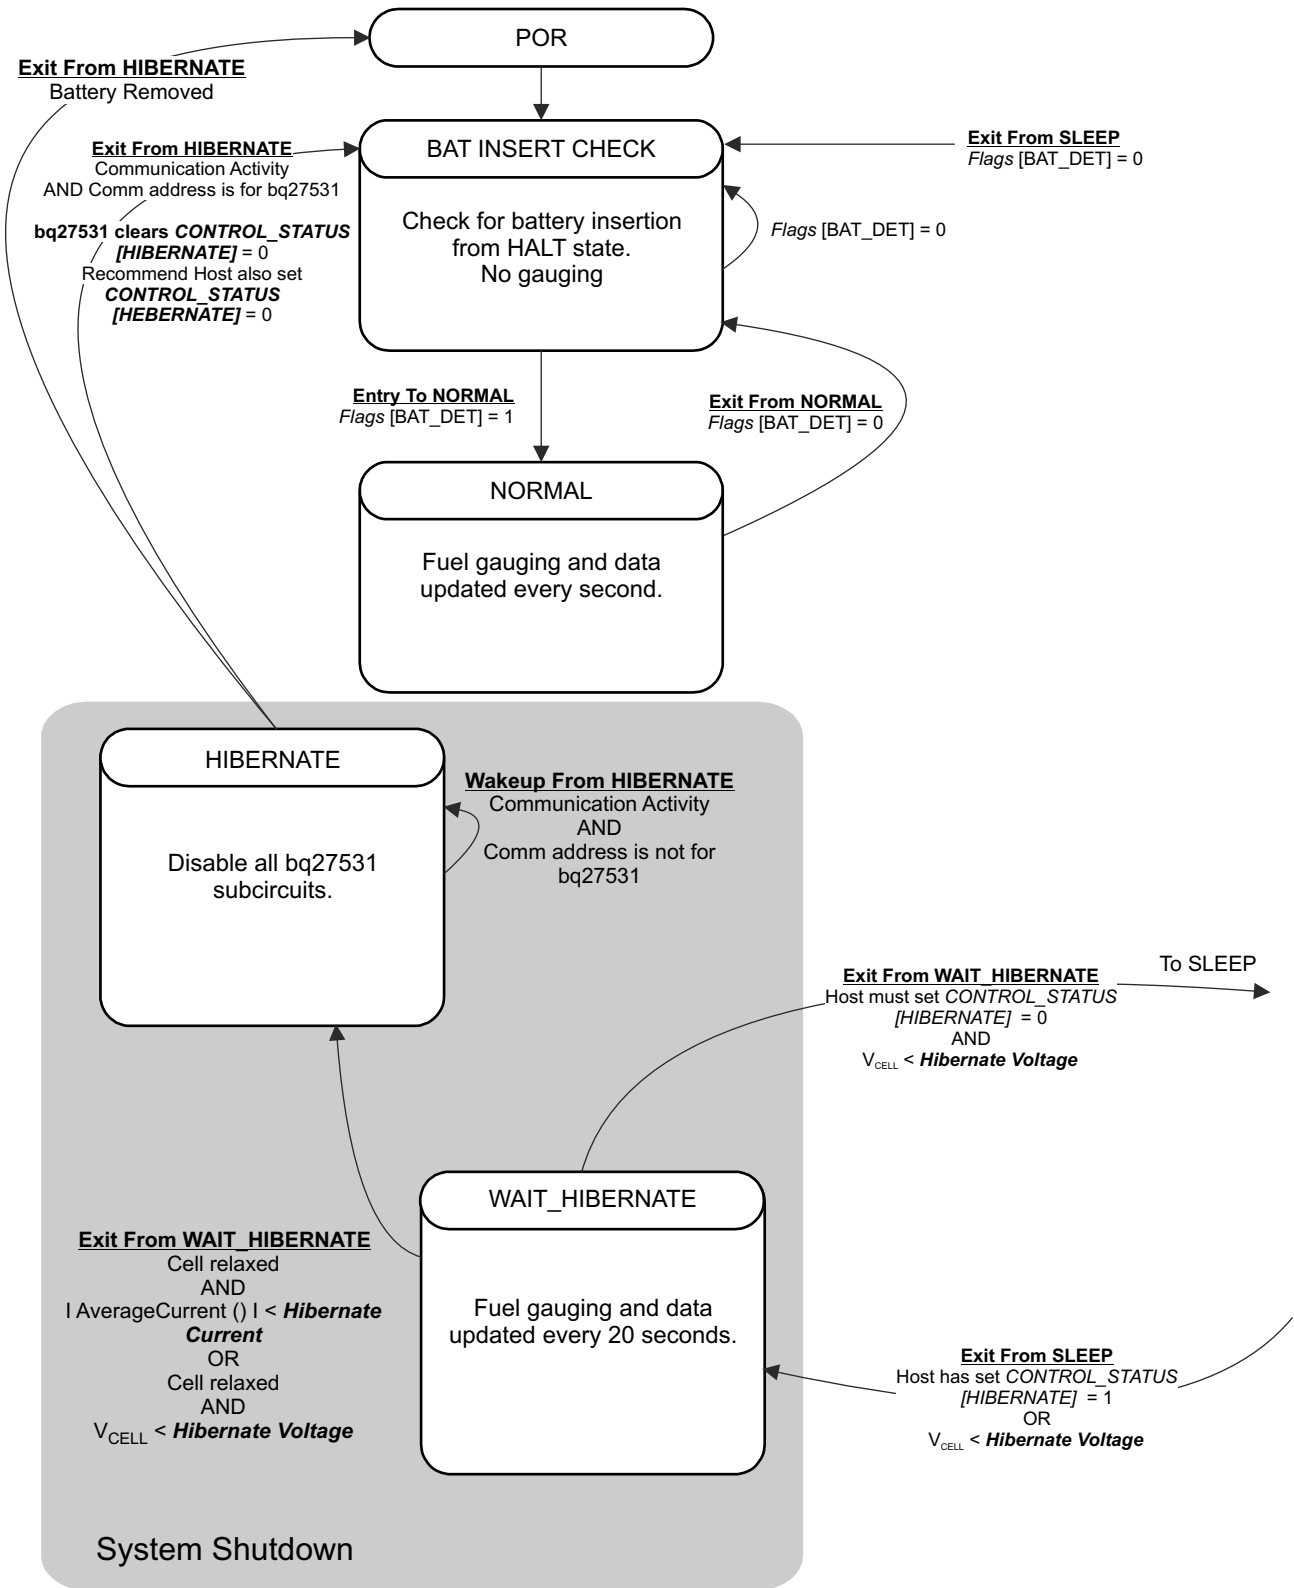 POR
Exit From HIBERNATE
Battery Removed
Exit From HIBERNATE
Communication Activity
AND Comm address is for bq27531
bq27531 clears CONTROL_STATUS
[HIBERNATE] = 0
Recommend Host also set
CONTROL_STATUS
[HEBERNATE] = 0
BAT INSERT CHECK
Check for battery insertion
from HALT state.
No gauging
Exit From SLEEP
Flags [BAT_DET] = 0
Flags [BAT_DET] = 0
Entry To NORMAL
Flags [BAT_DET] = 1
Exit From NORMAL
Flags [BAT_DET] = 0
NORMAL
Fuel gauging and data
updated every second.
HIBERNATE
Disable all bq27531
subcircuits.
Wakeup From HIBERNATE
Communication Activity
AND
Comm address is not for
bq27531
Exit From WAIT_HIBERNATE
Host must set CONTROL_STATUS
[HIBERNATE] = 0
AND
VCELL < Hibernate Voltage
To SLEEP
WAIT_HIBERNATE
Fuel gauging and data
updated every 20 seconds.
Exit From WAIT_HIBERNATE
Cell relaxed
AND
I AverageCurrent () I < Hibernate
Current
OR
Cell relaxed
AND
VCELL < Hibernate Voltage
Exit From SLEEP
Host has set CONTROL_STATUS
[HIBERNATE] = 1
OR
VCELL < Hibernate Voltage
System Shutdown